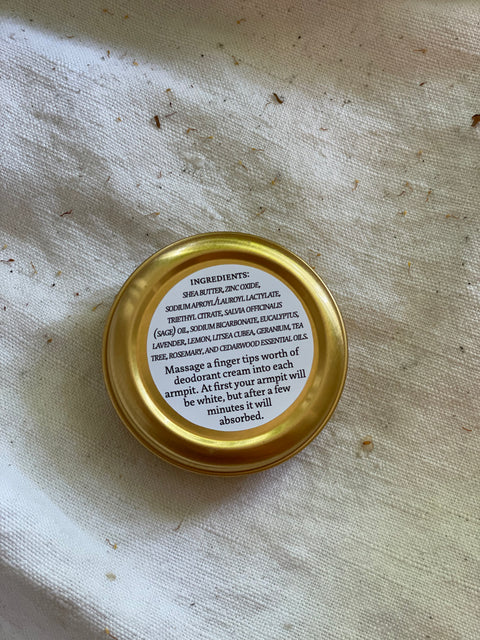 INGREDIENTS:
SHEA BUTTER, ZINC OXIDE,
SODIUM APROYL/LAUROYL LACTYLATE,
TRIETHYL CITRATE, SALVIA OFFICINALIS
(SAGE) OIL, SODIUM BICARBONATE, EUCALYPTUS,
LAVENDER, LEMON, LITSEA CUBEA, GERANIUM, TEA
TREE, ROSEMARY, AND CEDARWOOD ESSENTIAL OILS.
Massage a finger tips worth of
deodorant cream into each
armpit. At first your armpit will
be white, but after a few
minutes it will
absorbed.